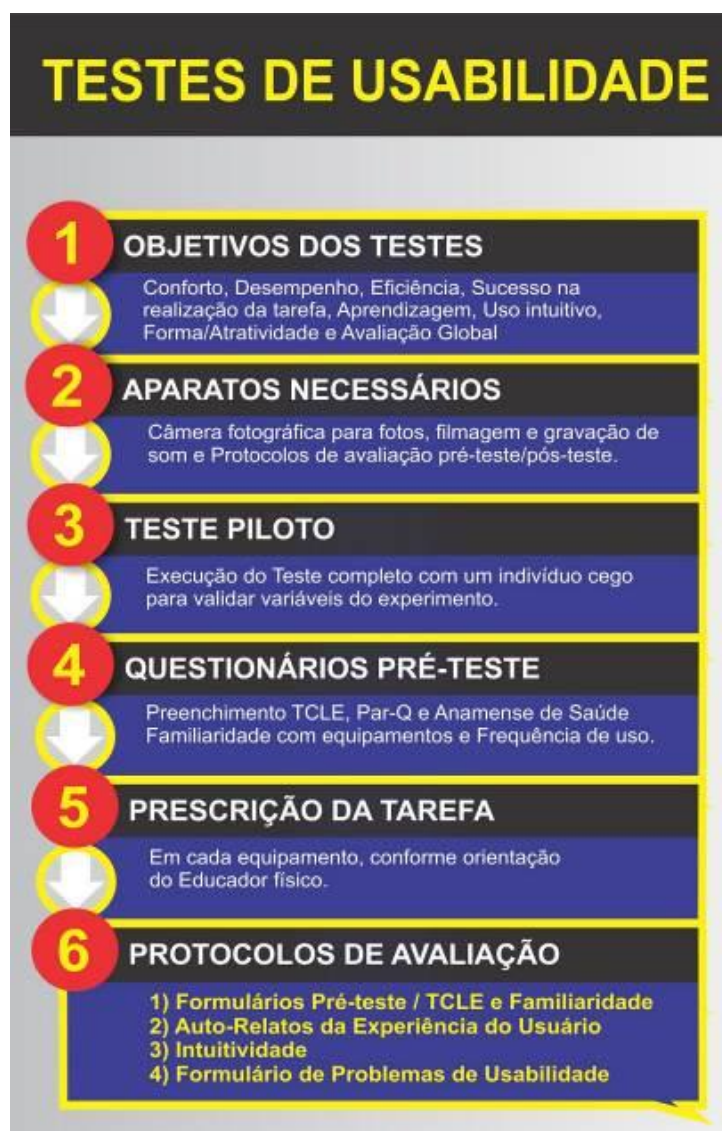 TESTES DE USABILIDADE
1
OBJETIVOS DOS TESTES
Conforto, Desempenho, Eficiência, Sucesso na
realização da tarefa, Aprendizagem, Uso intuitivo,
Forma/Atratividade e Avaliação Global
2
APARATOS NECESSÁRIOS
Câmera fotográfica para fotos, filmagem e gravação de
som e Protocolos de avaliação pré-teste/pós-teste.
3
TESTE PILOTO
Execução do Teste completo com um indivíduo cego
para validar variáveis do experimento.
4
QUESTIONÁRIOS PRÉ-TESTE
Preenchimento TCLE, Par-Q e Anamense de Saúde
Familiaridade com equipamentos e Frequência de uso.
5
PRESCRIÇÃO DA TAREFA
Em cada equipamento, conforme orientação
do Educador físico.
6
PROTOCOLOS DE AVALIAÇÃO
1) Formulários Pré-teste / TCLE e Familiaridade
2) Auto-Relatos da Experiência do Usuário
3) Intuitividade
4) Formulário de Problemas de Usabilidade